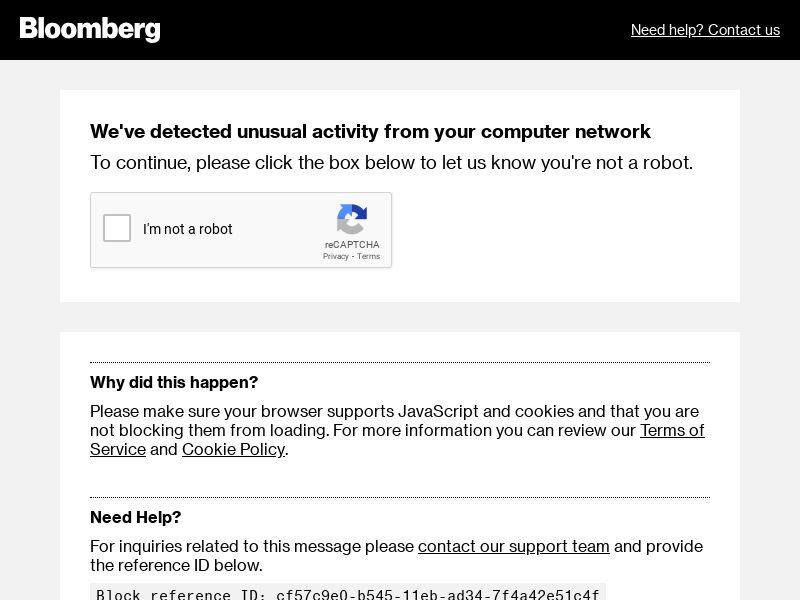 Bloomberg
Need help? Contact us
We've detected unusual activity from your computer network
To continue, please click the box below to let us know you're not a robot.
I'm not a robot
reCAPTCHA
Privacy - Terms
Why did this happen?
Please make sure your browser supports JavaScript and cookies and that you are
not blocking them from loading. For more information you can review our Terms of
Service and Cookie Policy.
Need Help?
For inquiries related to this message please contact our support team and provide
the reference ID below.
Block reference ID: cf57c9e0-b545-11eb-ad34-7f4a42e51c4f